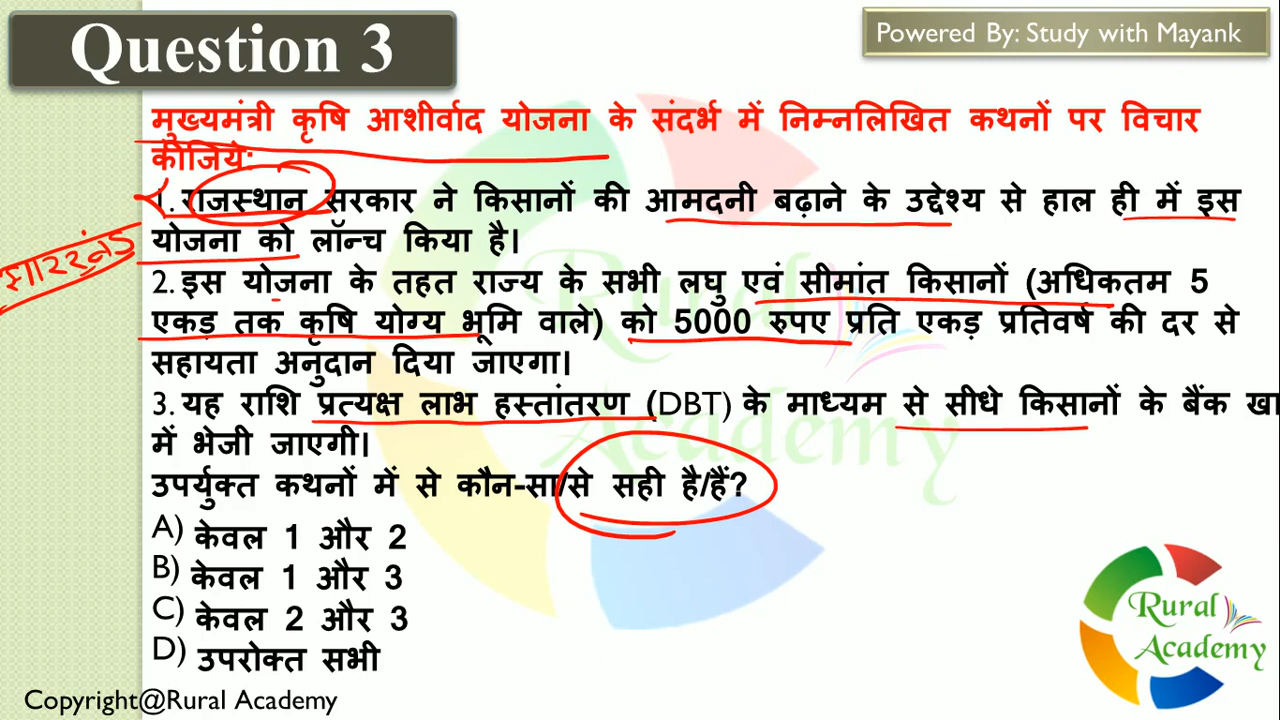 Question 3
Powered By: Study with Mayank
मुख्यमंत्री कृषि आशीर्वाद योजना के संदर्भ में निम्नलिखित कथनों पर विचार
कीजिये:
1. राजस्थान सरकार ने किसानों की आमदनी बढ़ाने के उद्देश्य से हाल ही में इस
योजना को लॉन्च किया है।
झारखंड
2. इस योजना के तहत राज्य के सभी लघु एवं सीमांत किसानों (अधिकतम 5
एकड़ तक कृषि योग्य भूमि वाले) को 5000 रुपए प्रति एकड़ प्रतिवर्ष की दर से
सहायता अनुदान दिया जाएगा।
3. यह राशि प्रत्यक्ष लाभ हस्तांतरण (DBT) के माध्यम से सीधे किसानों के बैंक खा
में भेजी जाएगी।
उपर्युक्त कथनों में से कौन-सा/से सही है/हैं?
A) केवल 1 और 2
B) केवल 1 और 3
C) केवल 2 और 3
D) उपरोक्त सभी
Rural
Academy
Rural
Academy
Copyright@Rural Academy